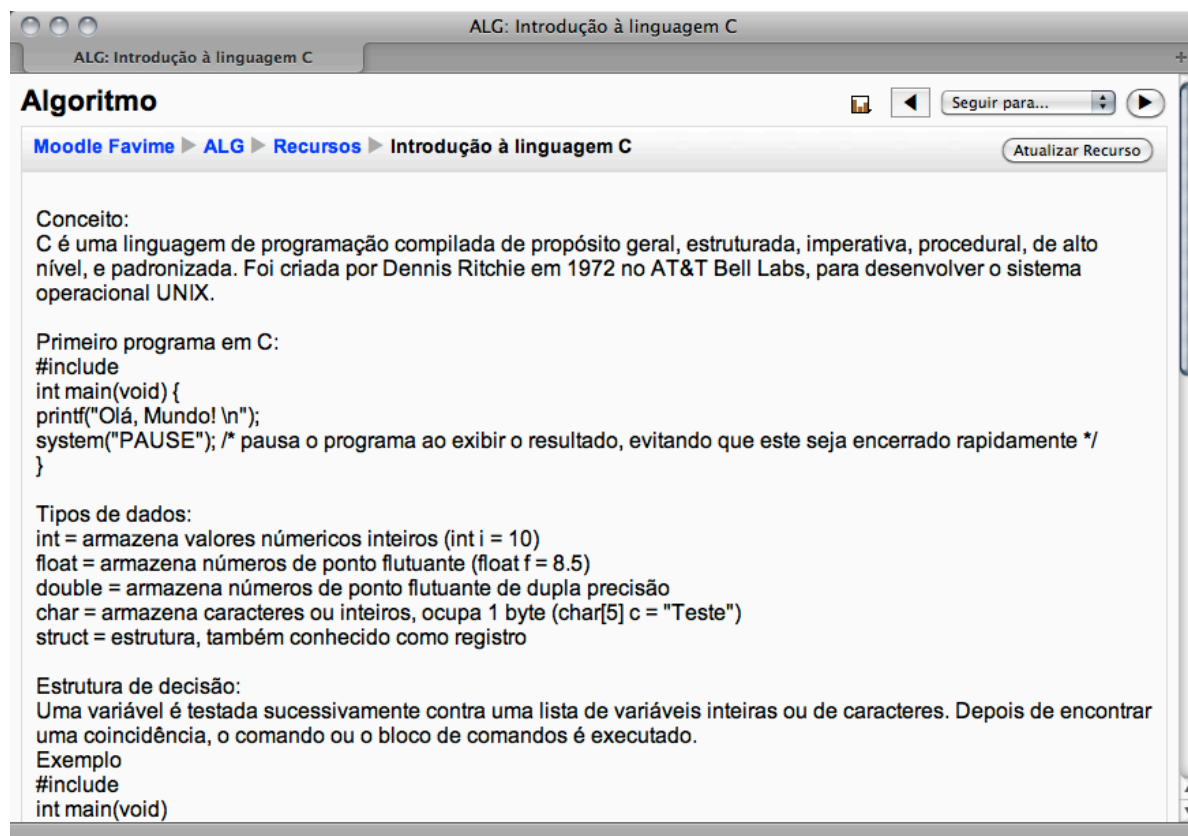 ALG: Introdução à linguagem C
ALG: Introdução à linguagem C
Algoritmo
Seguir para...
Moodle Favime ▶ ALG ▶ Recursos ▶ Introdução à linguagem C
Atualizar Recurso
Conceito:
C é uma linguagem de programação compilada de propósito geral, estruturada, imperativa, procedural, de alto
nível, e padronizada. Foi criada por Dennis Ritchie em 1972 no AT&T Bell Labs, para desenvolver o sistema
operacional UNIX.
Primeiro programa em C:
#include
int main(void) {
printf("Olá, Mundo! \n");
system("PAUSE"); /* pausa o programa ao exibir o resultado, evitando que este seja encerrado rapidamente */
}
Tipos de dados:
int = armazena valores númericos inteiros (int i = 10)
float = armazena números de ponto flutuante (float f = 8.5)
double = armazena números de ponto flutuante de dupla precisão
char = armazena caracteres ou inteiros, ocupa 1 byte (char[5] c = "Teste")
struct = estrutura, também conhecido como registro
Estrutura de decisão:
Uma variável é testada sucessivamente contra uma lista de variáveis inteiras ou de caracteres. Depois de encontrar
uma coincidência, o comando ou o bloco de comandos é executado.
Exemplo
#include
int main(void)